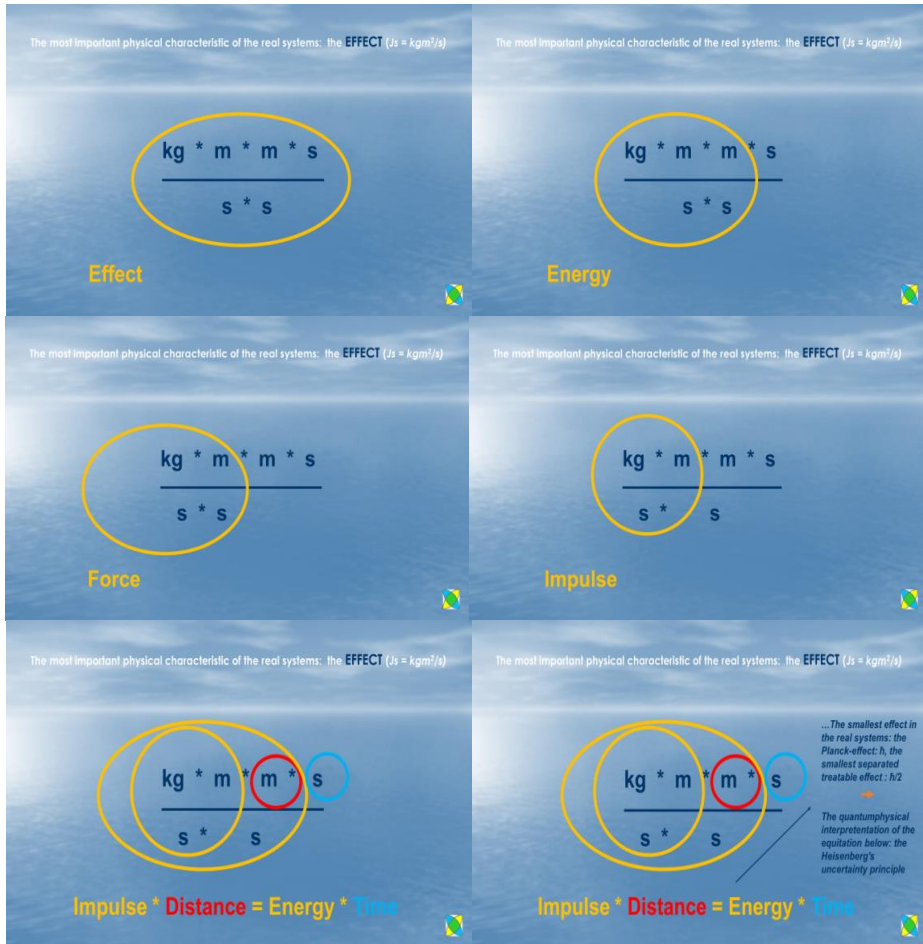 The most important physical characteristic of the real systems: the EFFECT (Js = kgm²/s)
kg * m * m * s
s * s
Effect
The most important physical characteristic of the real systems: the EFFECT (Js = kgm²/s)
kg * m * m * s
s * s
Energy
The most important physical characteristic of the real systems: the EFFECT (Js = kgm²/s)
kg * m * m * s
s * s
Force
The most important physical characteristic of the real systems: the EFFECT (Js = kgm²/s)
kg * m * m * s
s * s
Impulse
The most important physical characteristic of the real systems: the EFFECT (Js = kgm²/s)
kg * m * m * s
s * s
Impulse * Distance = Energy * Time
The most important physical characteristic of the real systems: the EFFECT (Js = kgm²/s)
kg * m * m * s
s * s
...The smallest effect in
the real systems: the
Planck-effect: h, the
smallest separated
treatable effect : h/2
The quantumphysical
interpretentation of the
equitation below: the
Heisenberg's
uncertainty principle
Impulse * Distance = Energy * Time